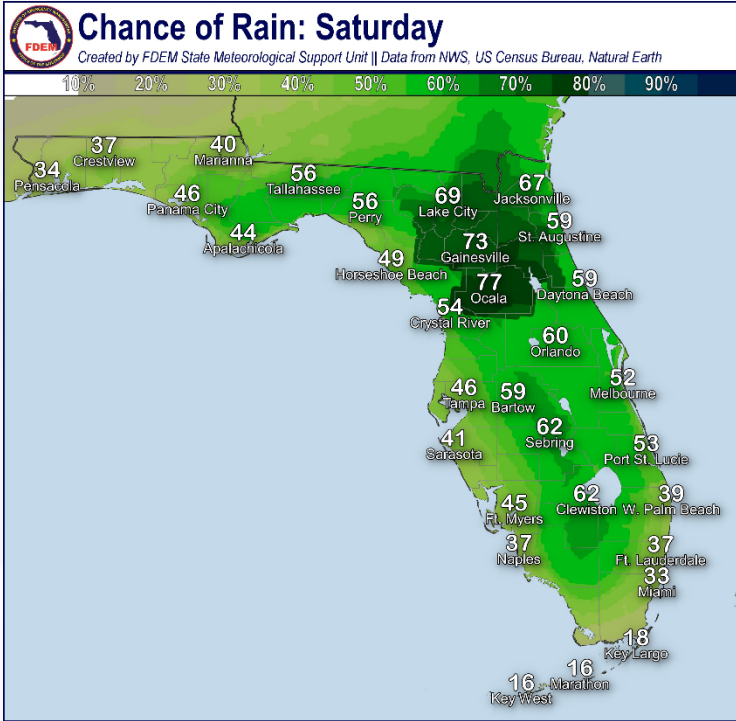 FDEM
Chance of Rain: Saturday
Created by FDEM State Meteorological Support Unit || Data from NWS, US Census Bureau, Natural Earth
10% 20% 30% 40% 50% 60% 70% 80% 90%
37
Crestview
40
Marianna
34
Pensacola
56
Tallahassee
46
Panama City
56
Perry
69
Lake City
67
Jacksonville
59
St. Augustine
44
Apalachicola
73
Gainesville
49
Horseshoe Beach
77
Ocala
59
Daytona Beach
54
Crystal River
60
Orlando
52
Melbourne
46
Tampa
59
Bartow
62
Sebring
41
Sarasota
53
Port St. Lucie
62
Clewiston
39
W. Palm Beach
45
Ft. Myers
37
Naples
37
Ft. Lauderdale
33
Miami
18
Key Largo
16
Marathon
16
Key West